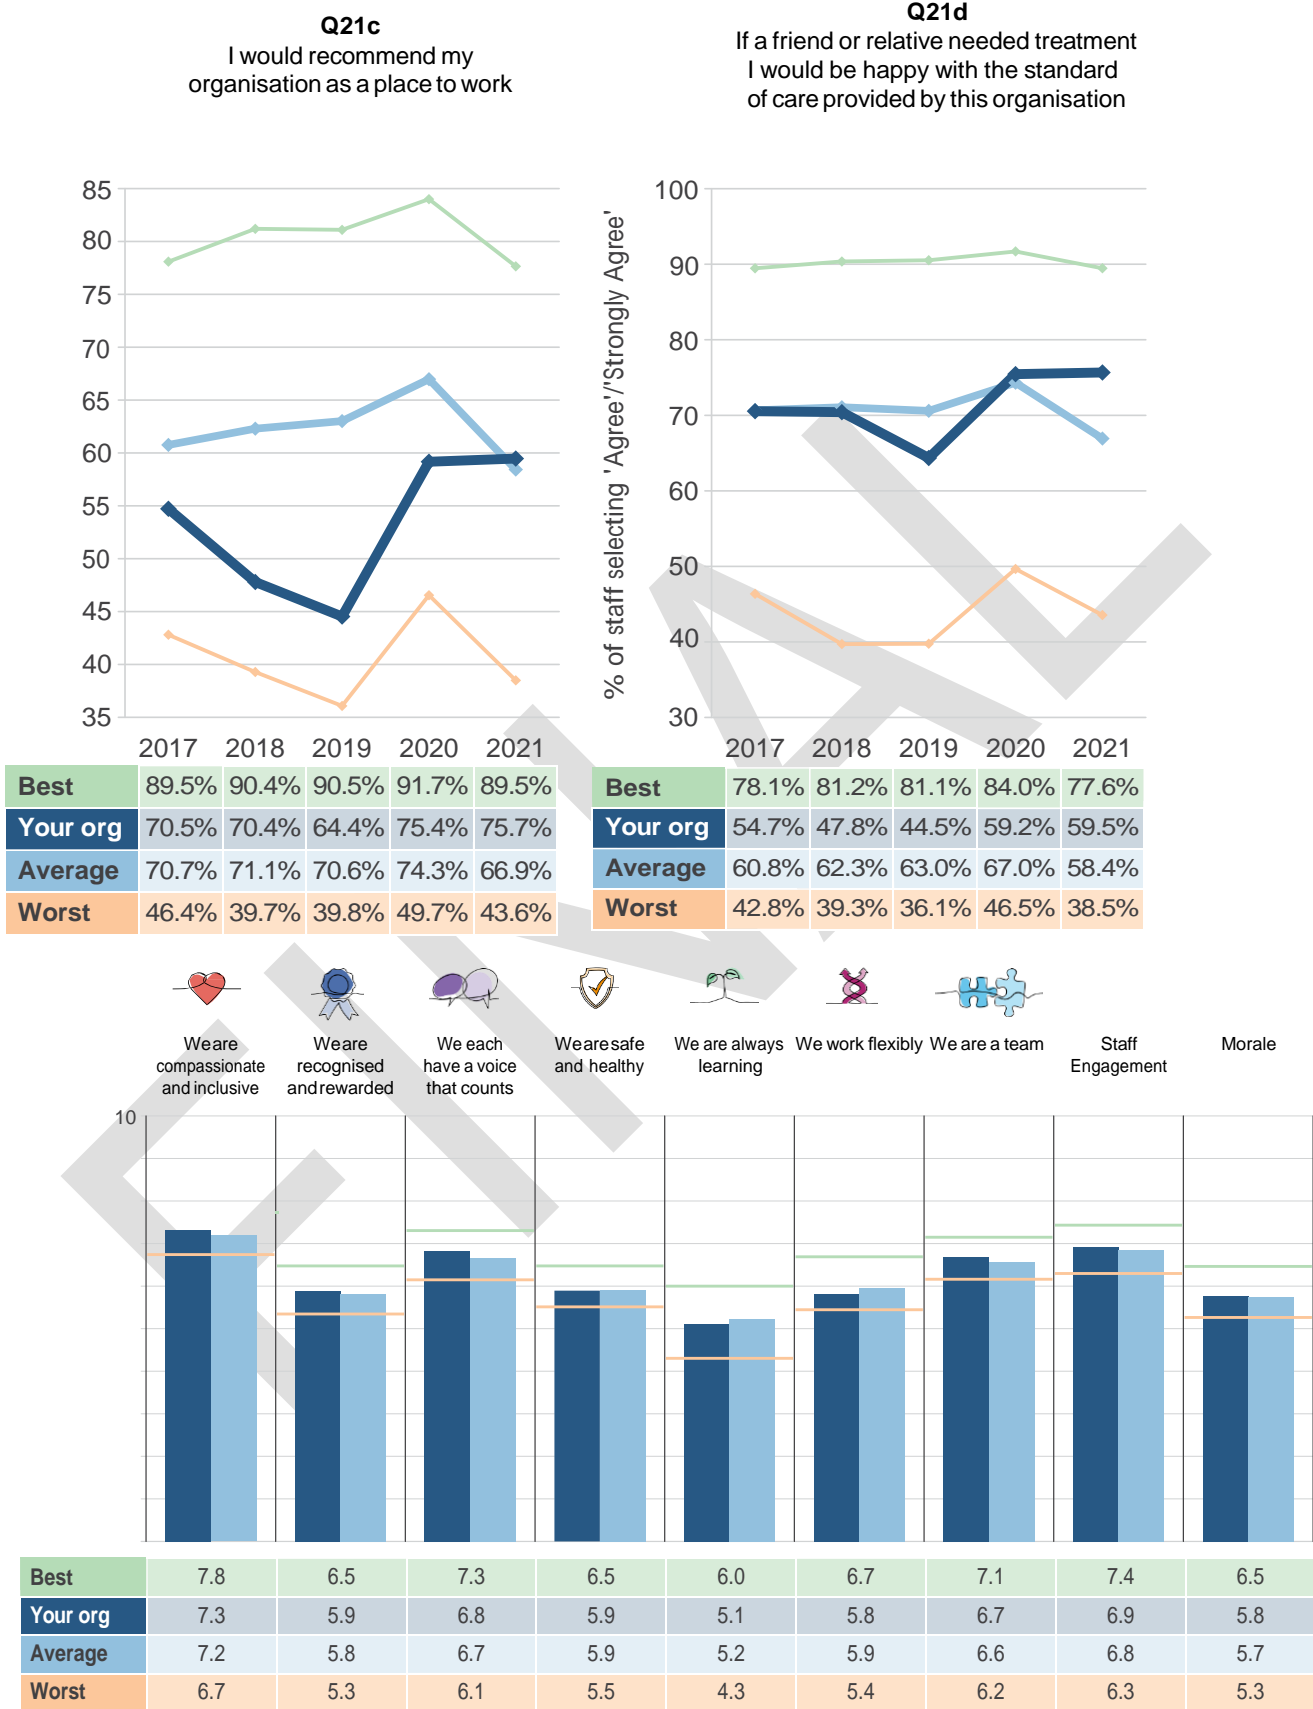 Q21c
I would recommend my
organisation as a place to work
85
80
75
70
65
60
55
50
45
40
35
2017 2018 2019 2020 2021
Best 89.5% 90.4% 90.5% 91.7% 89.5%
Your org 70.5% 70.4% 64.4% 75.4% 75.7%
Average 70.7% 71.1% 70.6% 74.3% 66.9%
Worst 46.4% 39.7% 39.8% 49.7% 43.6%
Q21d
If a friend or relative needed treatment
I would be happy with the standard
of care provided by this organisation
% of staff selecting 'Agree'/'Strongly Agree'
100
90
80
70
60
50
40
30
2017 2018 2019 2020 2021
Best 78.1% 81.2% 81.1% 84.0% 77.6%
Your org 54.7% 47.8% 44.5% 59.2% 59.5%
Average 60.8% 62.3% 63.0% 67.0% 58.4%
Worst 42.8% 39.3% 36.1% 46.5% 38.5%
FINAL
We are
compassionate
and inclusive
We are
recognised
and rewarded
We each
have a voice
that counts
We are safe
and healthy
We are always
learning
We work flexibly
We are a team
Staff
Engagement
Morale
10
Best 7.8 6.5 7.3 6.5 6.0 6.7 7.1 7.4 6.5
Your org 7.3 5.9 6.8 5.9 5.1 5.8 6.7 6.9 5.8
Average 7.2 5.8 6.7 5.9 5.2 5.9 6.6 6.8 5.7
Worst 6.7 5.3 6.1 5.5 4.3 5.4 6.2 6.3 5.3